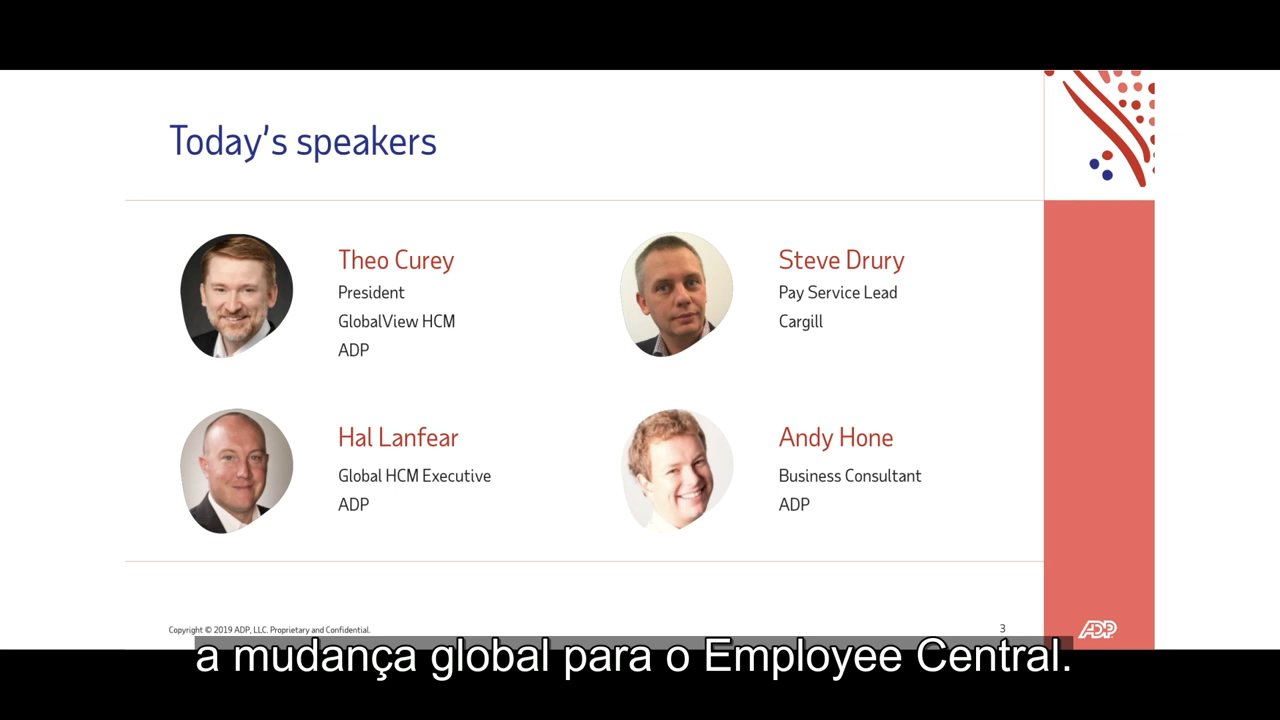 Today's speakers
Theo Curey
President
GlobalView HCM
ADP
Steve Drury
Pay Service Lead
Cargill
Hal Lanfear
Global HCM Executive
ADP
Andy Hone
Business Consultant
ADP
Copyright © 2019 ADP, LLC. Proprietary and Confidential.
3
ADP
a mudança global para o Employee Central.